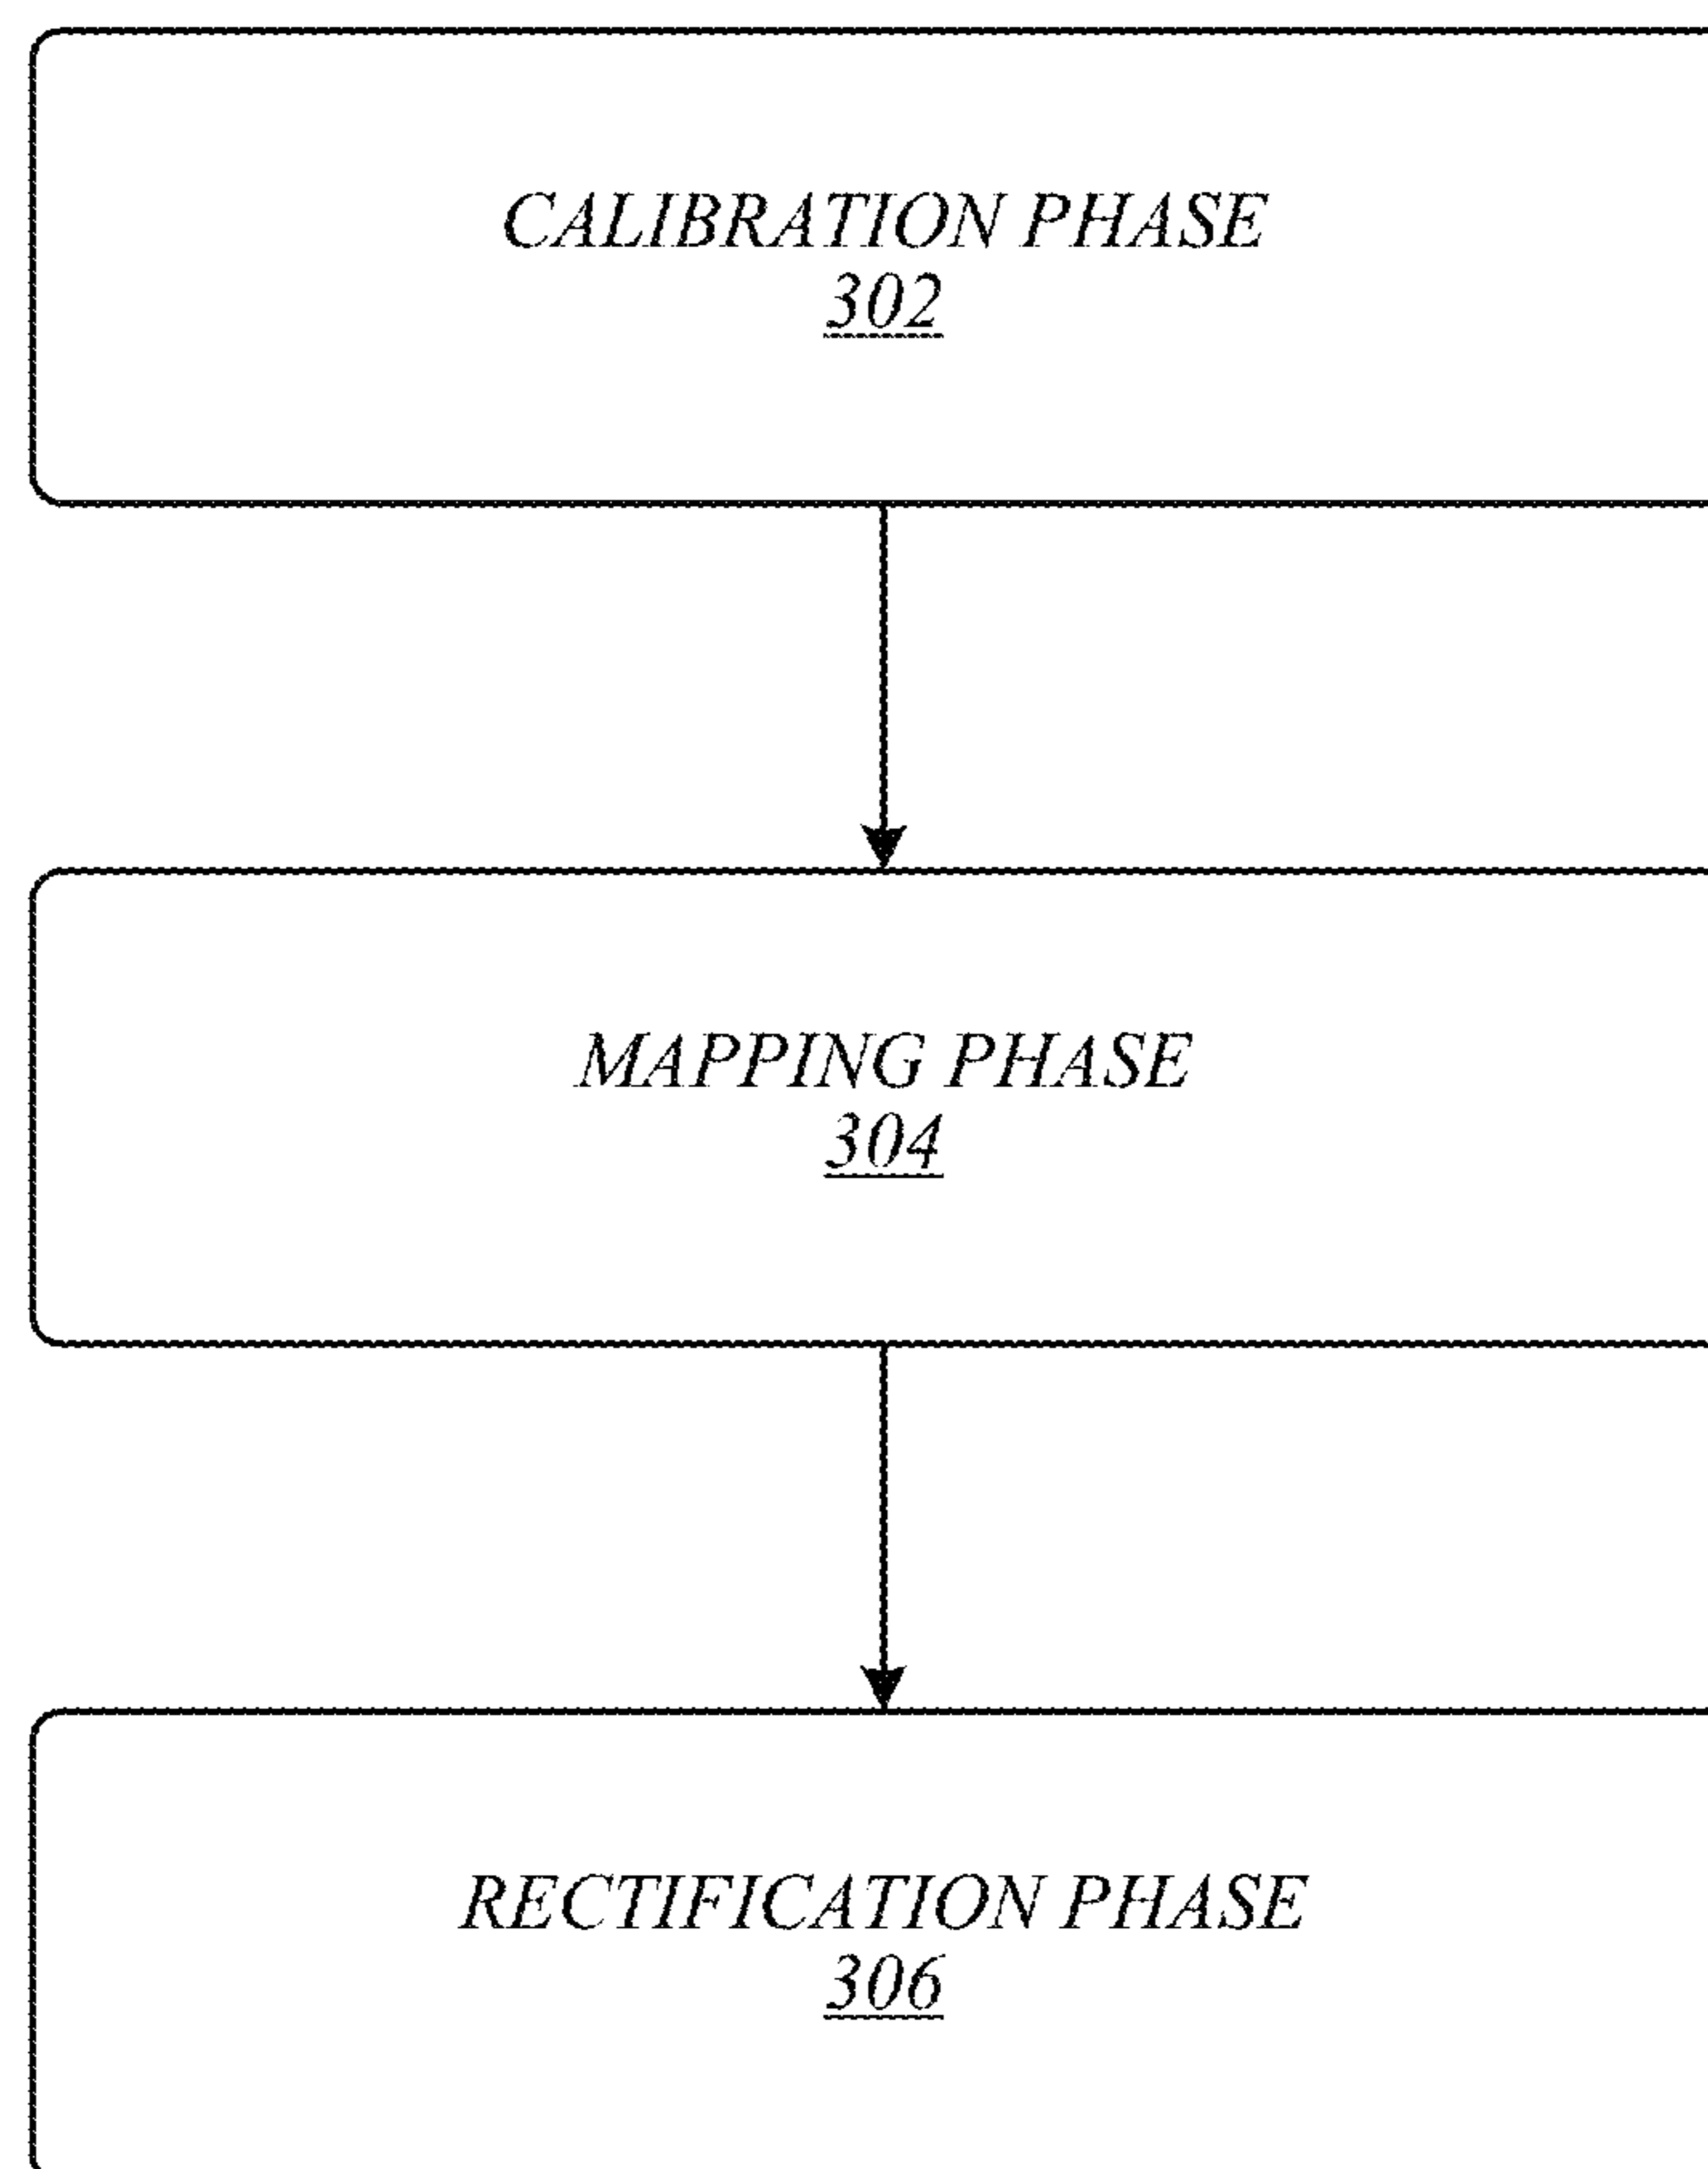 CALIBRATION PHASE
302
MAPPING PHASE
304
RECTIFICATION PHASE
306